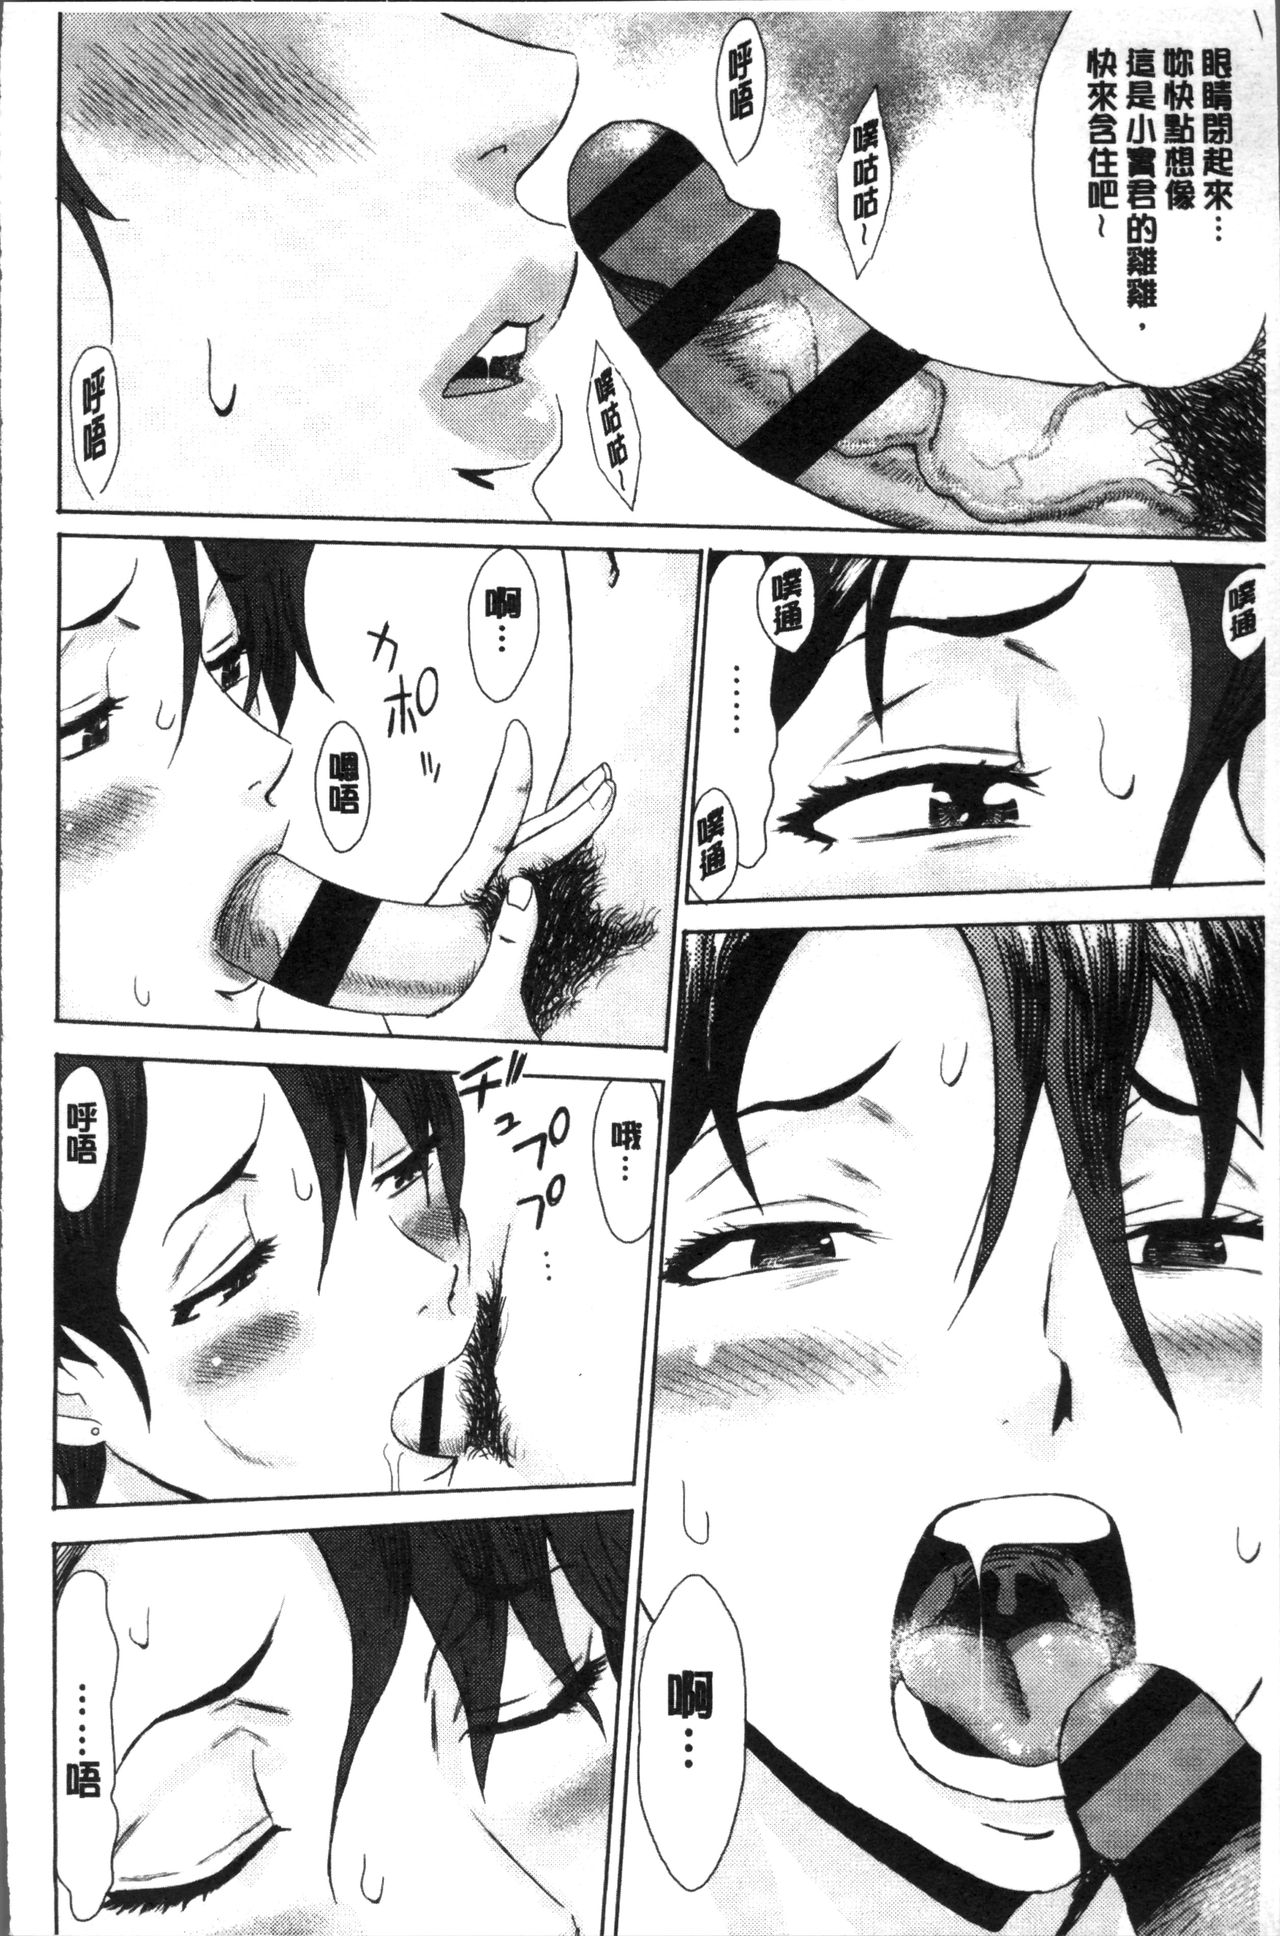 眼睛閉起來…
妳快點想像
這是小實君的雞雞，
快來含住吧～
呼唔
噗咕咕～
噗咕咕～
呼唔
噗通
噗通
……
噗通
啊…
カポ
嗯唔
啊…
哦…
チュププ…
呼唔
……唔